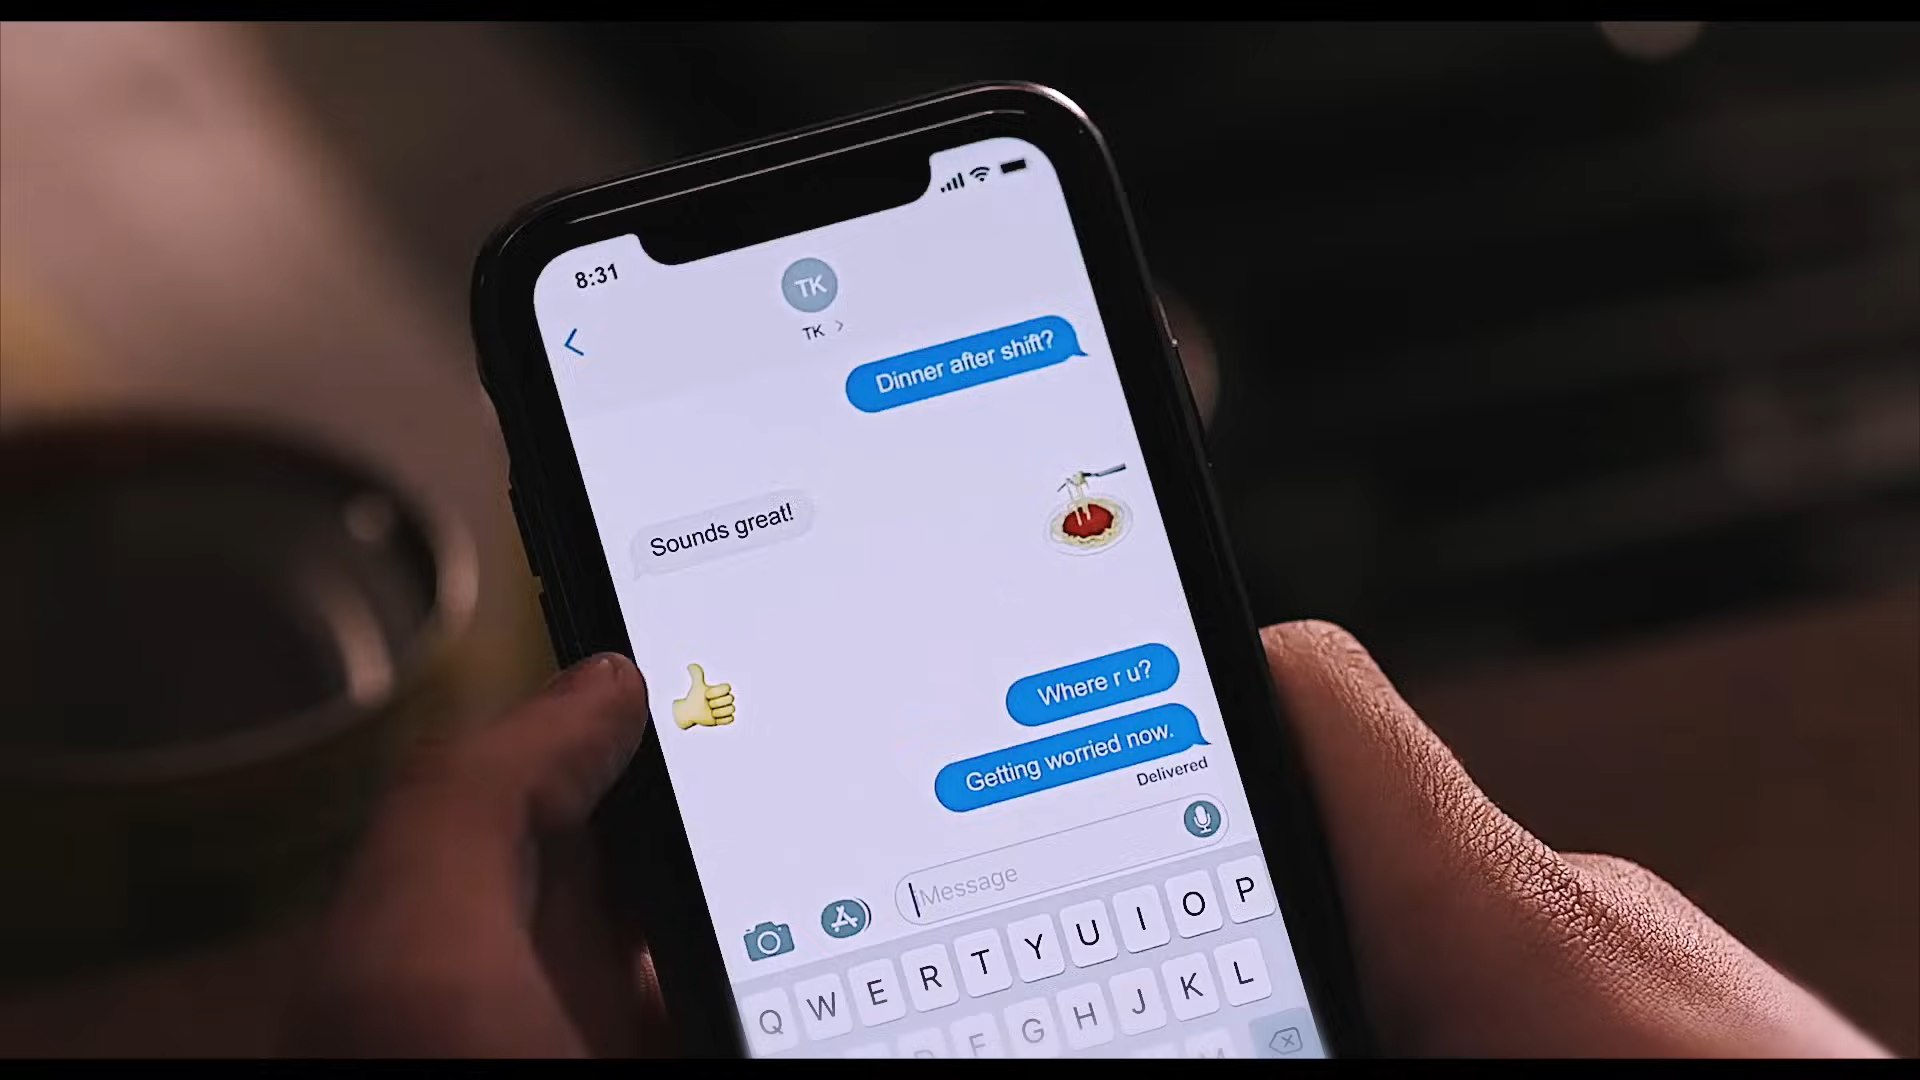 8:31
TK
TK
Dinner after shift?
Sounds great!
Where r u?
Getting worried now.
Delivered
Message
Q W E R T Y U I O P
D F G H J K L
M